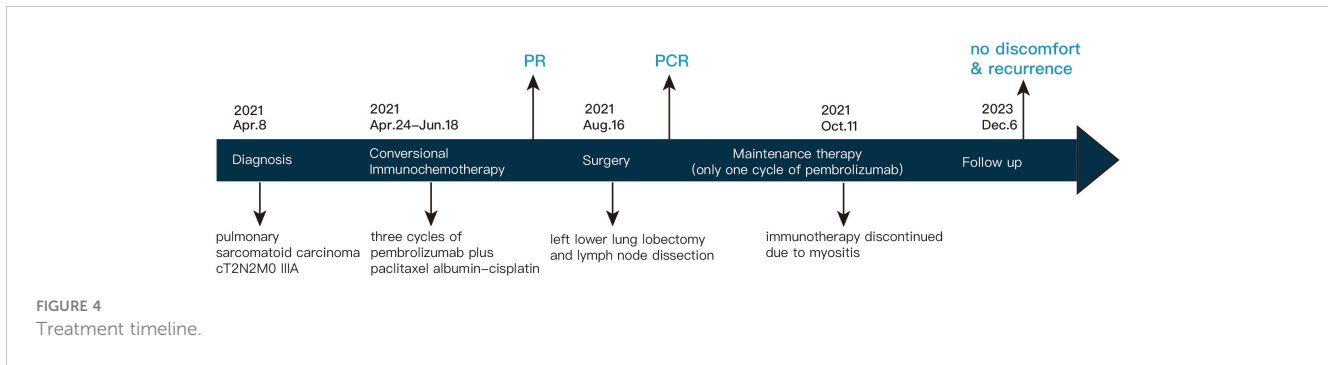 PR
PCR
no discomfort
& recurrence
2021
Apr.8
2021
Apr.24–Jun.18
2021
Aug.16
2021
Oct.11
2023
Dec.6
Diagnosis
Conversional
Immunochemotherapy
Surgery
Maintenance therapy
(only one cycle of pembrolizumab)
Follow up
pulmonary
sarcomatoid carcinoma
cT2N2M0 IIIA
three cycles of
pembrolizumab plus
paclitaxel albumin–cisplatin
left lower lung lobectomy
and lymph node dissection
immunotherapy discontinued
due to myositis
FIGURE 4
Treatment timeline.